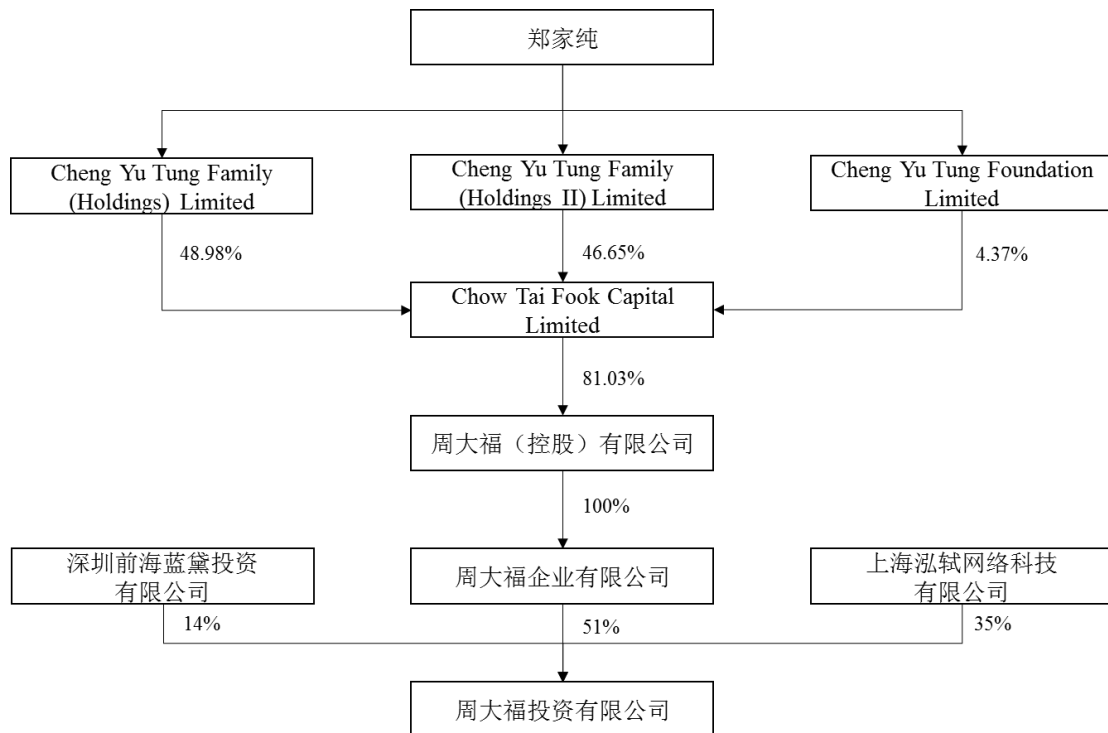 郑家纯
Cheng Yu Tung Family
(Holdings) Limited
Cheng Yu Tung Family
(Holdings II) Limited
Cheng Yu Tung Foundation
Limited
48.98%
46.65%
4.37%
Chow Tai Fook Capital
Limited
81.03%
周大福（控股）有限公司
100%
深圳前海蓝黛投资
有限公司
周大福企业有限公司
上海泓轼网络科技
有限公司
14%
51%
35%
周大福投资有限公司